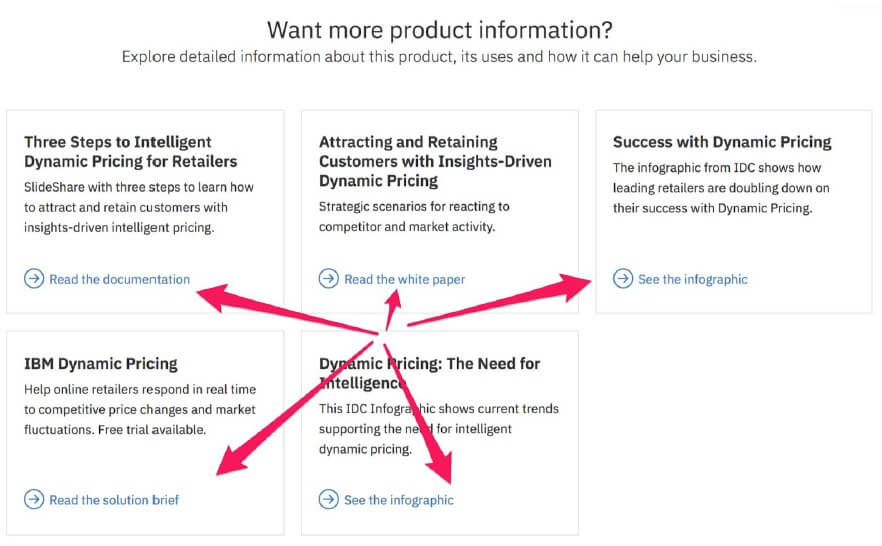 Want more product information?
Explore detailed information about this product, its uses and how it can help your business.
Three Steps to Intelligent
Dynamic Pricing for Retailers
SlideShare with three steps to learn how
to attract and retain customers with
insights-driven intelligent pricing.
Read the documentation
Attracting and Retaining
Customers with Insights-Driven
Dynamic Pricing
Strategic scenarios for reacting to
competitor and market activity.
Read the white paper
Success with Dynamic Pricing
The infographic from IDC shows how
leading retailers are doubling down on
their success with Dynamic Pricing.
See the infographic
IBM Dynamic Pricing
Help online retailers respond in real time
to competitive price changes and market
fluctuations. Free trial available.
Read the solution brief
Dynamic Pricing: The Need for
Intelligence
This IDC Infographic shows current trends
supporting the need for intelligent
dynamic pricing.
See the infographic